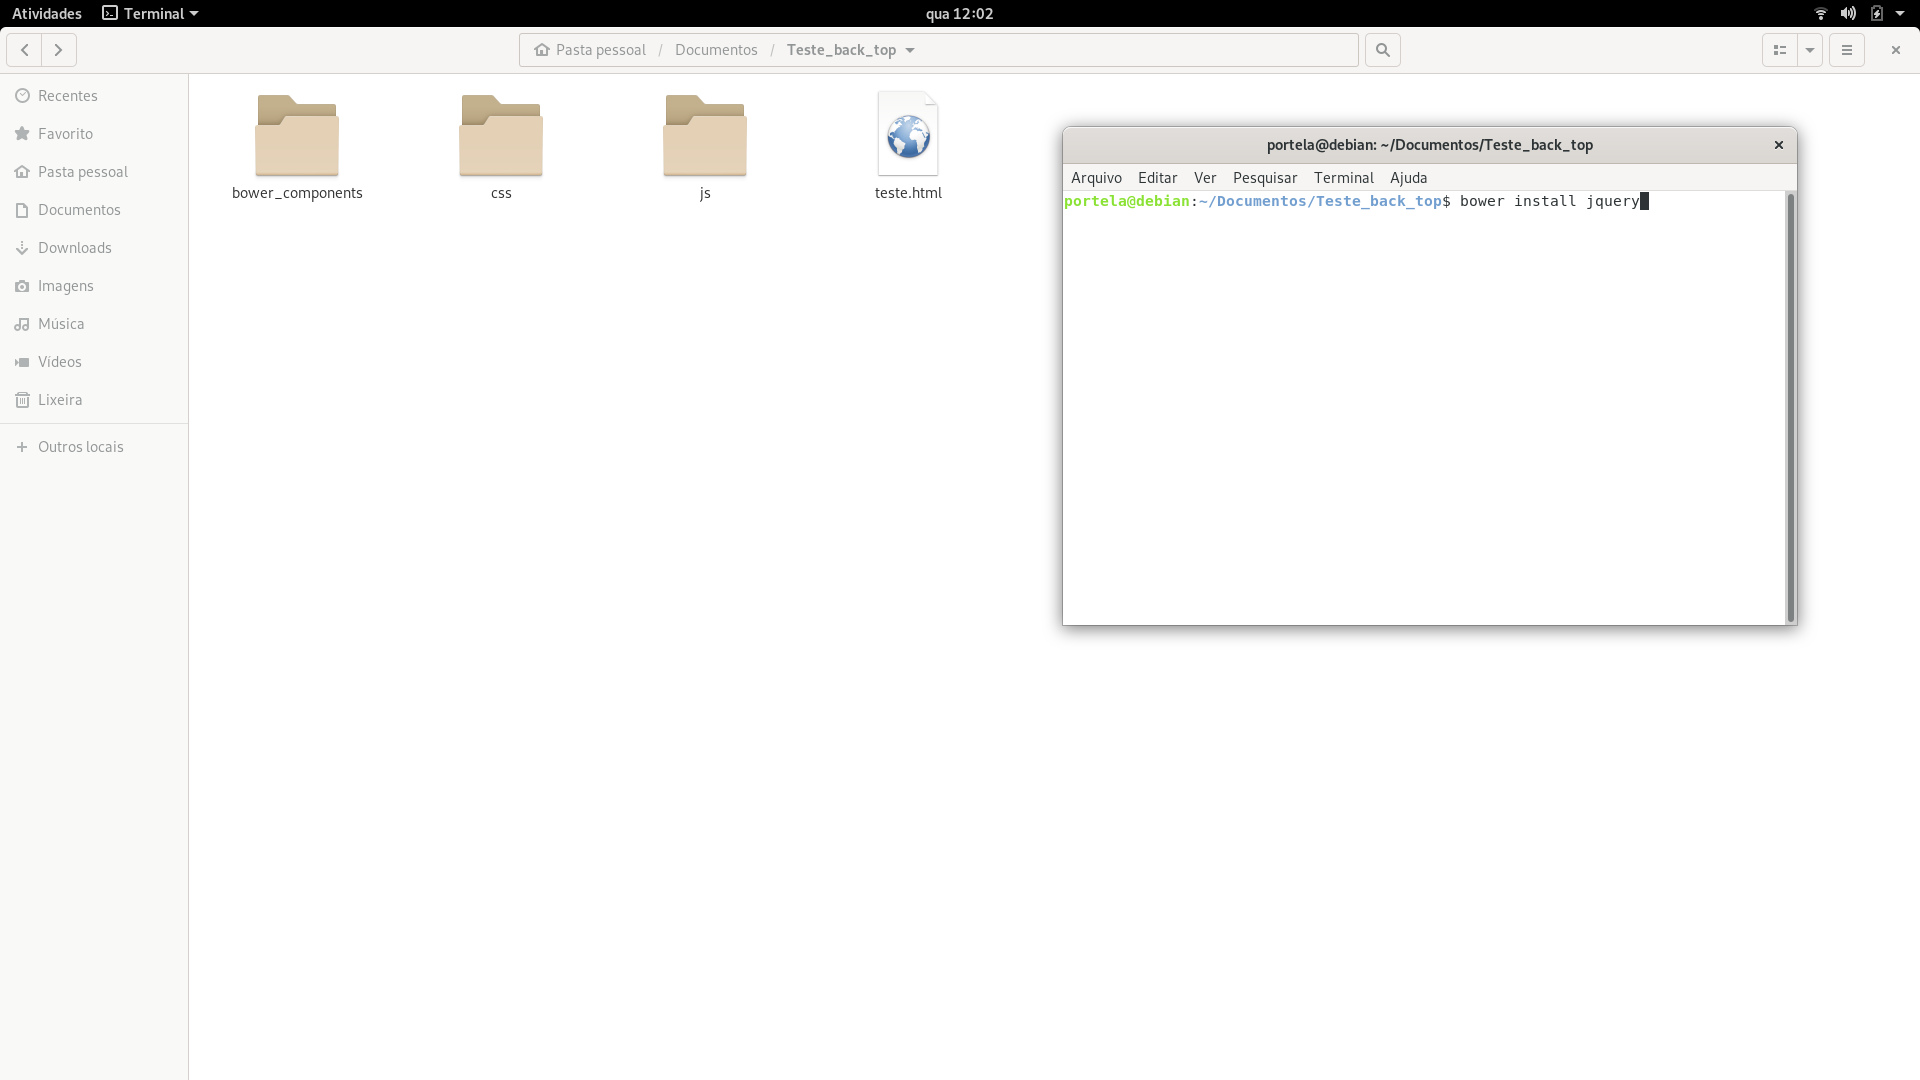 Atividades Terminal qua 12:02
Pasta pessoal / Documentos / Teste_back_top
Recentes
Favorito
Pasta pessoal
Documentos
Downloads
Imagens
Música
Vídeos
Lixeira
Outros locais
bower_components css js teste.html
portela@debian: ~/Documentos/Teste_back_top
Arquivo Editar Ver Pesquisar Terminal Ajuda
portela@debian:~/Documentos/Teste_back_top$ bower install jquery